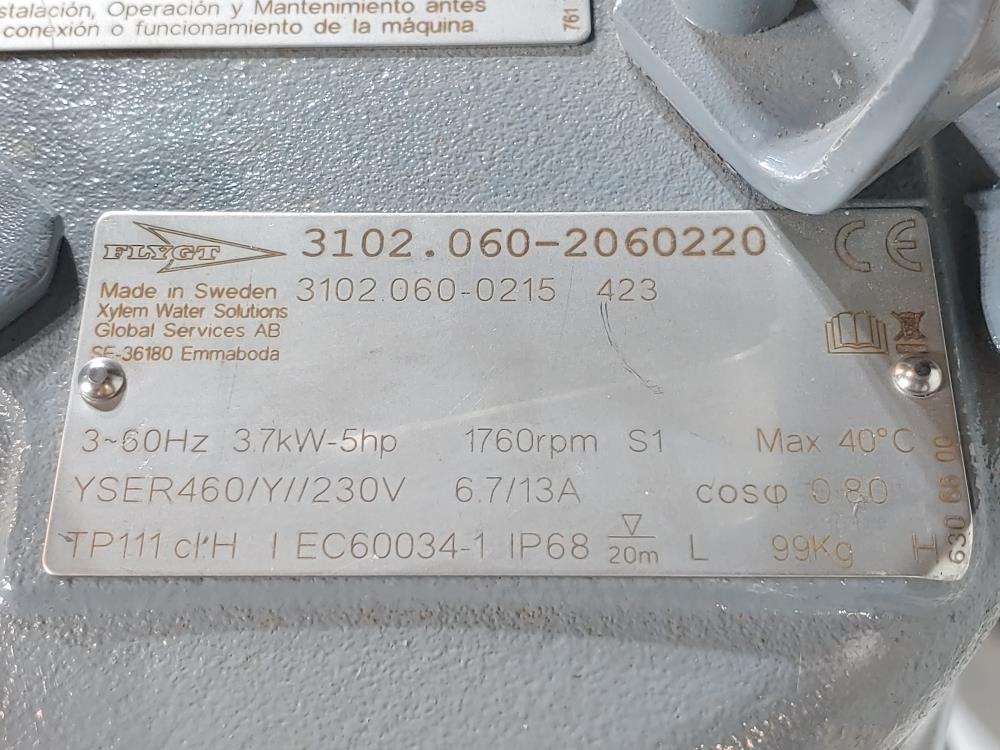 stalación, Operación y Mantenimiento antes
conexión o funcionamiento de la máquina.
761
FLYGT 3102.060-2060220 CE
Made in Sweden 3102.060-0215 423
Xylem Water Solutions
Global Services AB
SE-36180 Emmaboda
3~60Hz 3.7kW-5hp 1760rpm S1 Max 40°C
YSER460/Y//230V 6.7/13A cosφ 0.80
TP111 cl.H IEC60034-1 IP68 ▽ 20m L 99Kg H
630 66 00